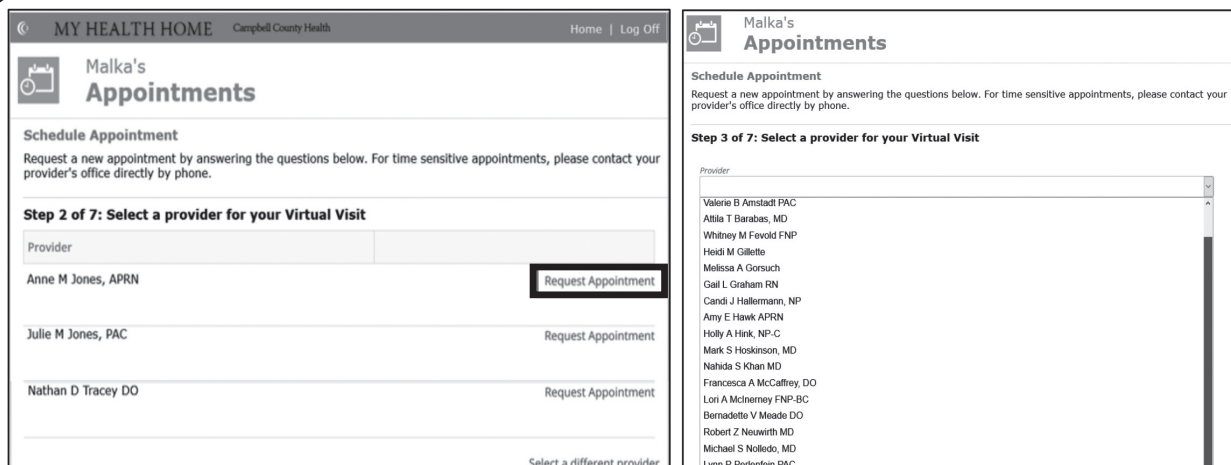 MY HEALTH HOME Campbell County Health Home | Log Off
Malka's
Appointments
Schedule Appointment
Request a new appointment by answering the questions below. For time sensitive appointments, please contact your
provider's office directly by phone.
Step 2 of 7: Select a provider for your Virtual Visit
Provider
Anne M Jones, APRN Request Appointment
Julie M Jones, PAC Request Appointment
Nathan D Tracey DO Request Appointment
Select a different provider
Malka's
Appointments
Schedule Appointment
Request a new appointment by answering the questions below. For time sensitive appointments, please contact your
provider's office directly by phone.
Step 3 of 7: Select a provider for your Virtual Visit
Provider
Valerie B Amstadt PAC
Attila T Barabas, MD
Whitney M Fevold FNP
Heidi M Gillette
Melissa A Gorsuch
Gail L Graham RN
Candi J Hallermann, NP
Amy E Hawk APRN
Holly A Hink, NP-C
Mark S Hoskinson, MD
Nahida S Khan MD
Francesca A McCaffrey, DO
Lori A McInerney FNP-BC
Bernadette V Meade DO
Robert Z Neuwirth MD
Michael S Nolledo, MD